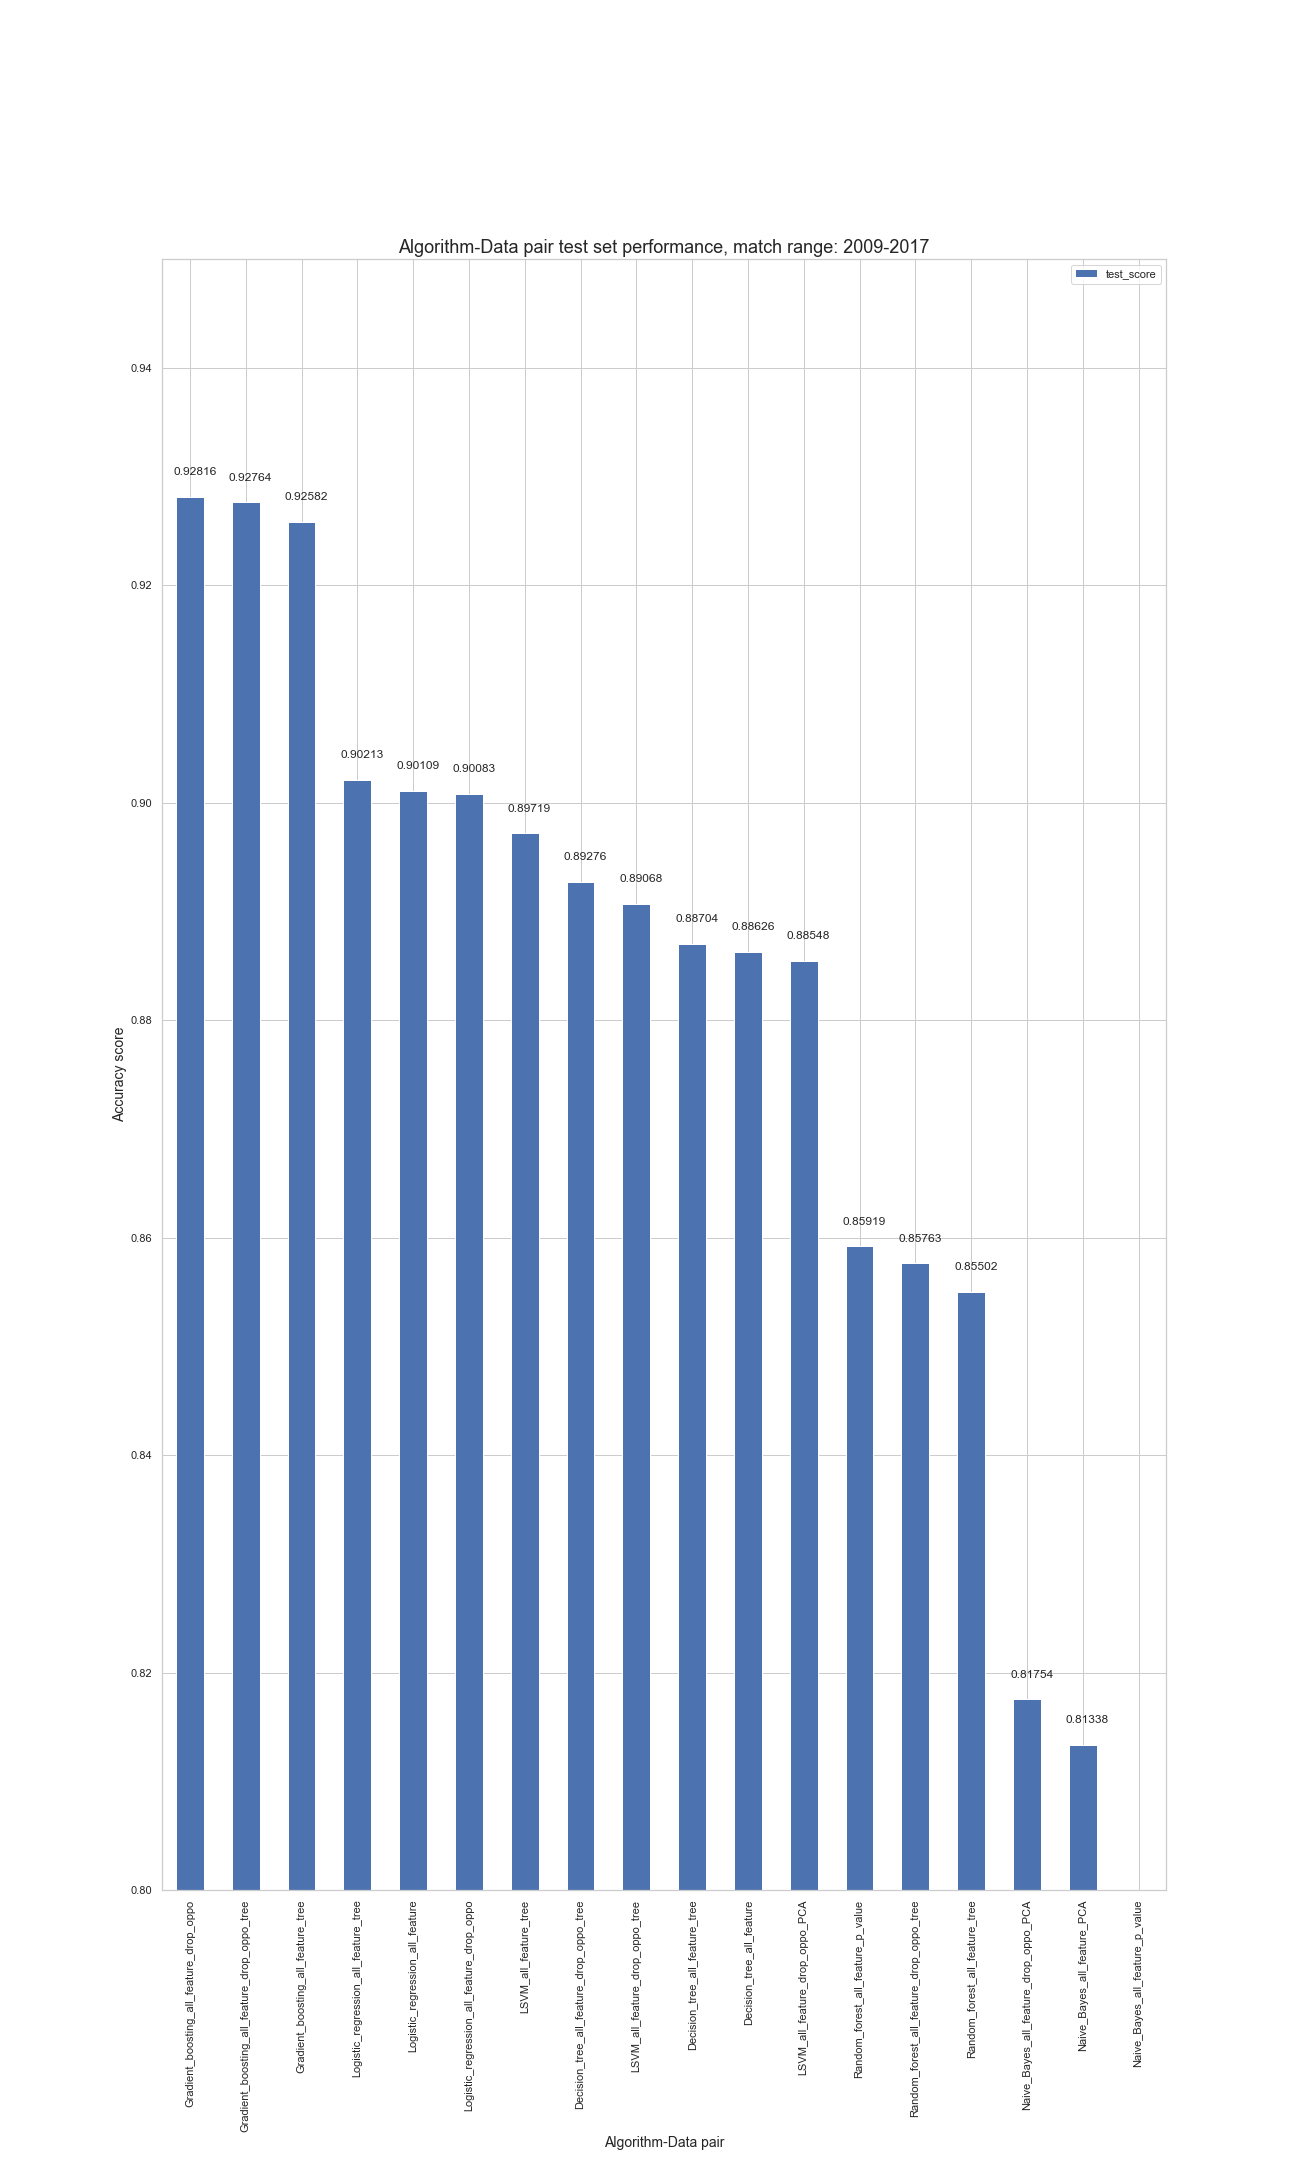 Algorithm-Data pair test set performance, match range: 2009-2017
test_score
0.94
0.92
0.90
0.88
0.86
0.84
0.82
0.80
Accuracy score
0.92816
0.92764
0.92582
0.90213
0.90109
0.90083
0.89719
0.89276
0.89068
0.88704
0.88626
0.88548
0.85919
0.85763
0.85502
0.81754
0.81338
Gradient_boosting_all_feature_drop_oppo
Gradient_boosting_all_feature_drop_oppo_tree
Gradient_boosting_all_feature_tree
Logistic_regression_all_feature_tree
Logistic_regression_all_feature
Logistic_regression_all_feature_drop_oppo
LSVM_all_feature_tree
Decision_tree_all_feature_drop_oppo_tree
LSVM_all_feature_drop_oppo_tree
Decision_tree_all_feature_tree
Decision_tree_all_feature
LSVM_all_feature_drop_oppo_PCA
Random_forest_all_feature_p_value
Random_forest_all_feature_drop_oppo_tree
Random_forest_all_feature_tree
Naive_Bayes_all_feature_drop_oppo_PCA
Naive_Bayes_all_feature_PCA
Naive_Bayes_all_feature_p_value
Algorithm-Data pair